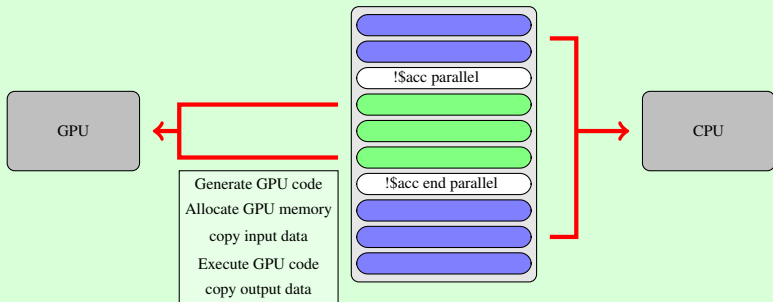 !$acc parallel
GPU
CPU
!$acc end parallel
Generate GPU code
Allocate GPU memory
copy input data
Execute GPU code
copy output data